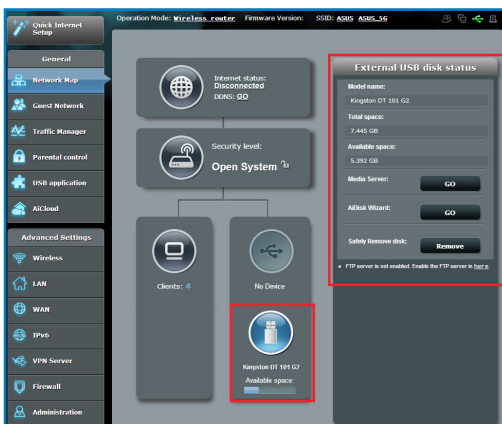 Quick Internet
Setup
Operation Mode: Wireless router Firmware Version: SSID: ASUS ASUS_5G
General
Network Map
Guest Network
Traffic Manager
Parental control
USB application
AiCloud
Advanced Settings
Wireless
LAN
WAN
IPv6
VPN Server
Firewall
Administration
Internet status:
Disconnected
DDNS: GO
Security level:
Open System
Clients: 4
No Device
Kingston DT 101 G2
Available space:
External USB disk status
Model name:
Kingston DT 101 G2
Total space:
7.445 GB
Available space:
5.392 GB
Media Server:
GO
AiDisk Wizard:
GO
Safely Remove disk:
Remove
FTP server is not enabled. Enable the FTP server in here.